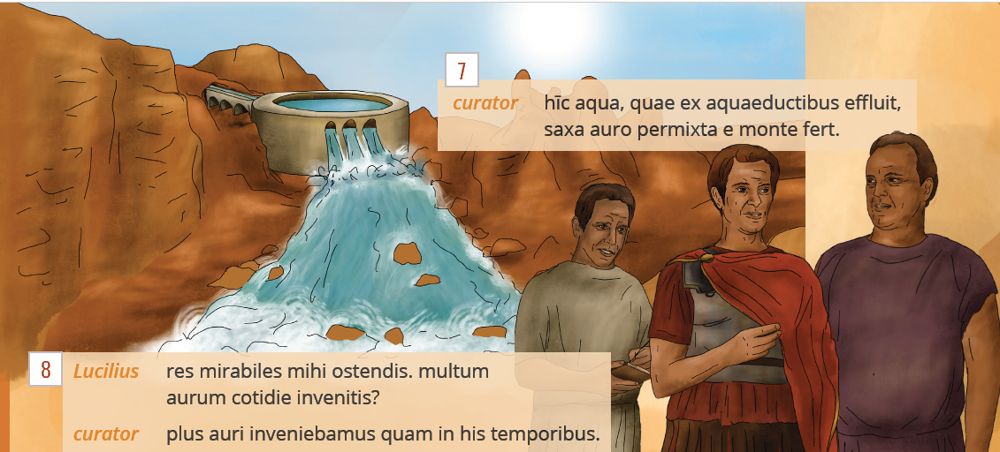 7
curator hīc aqua, quae ex aquaeductibus effluit,
saxa auro permixta e monte fert.
8 Lucilius res mirabiles mihi ostendis. multum
aurum cotidie invenitis?
curator plus auri inveniebamus quam in his temporibus.